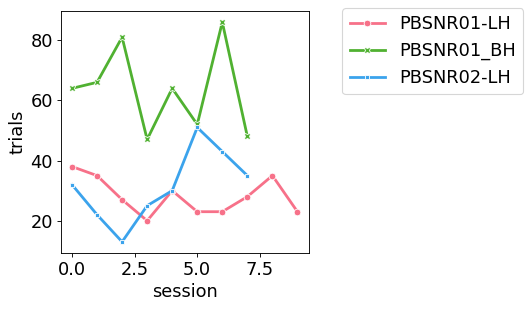 PBSNR01-LH
PBSNR01_BH
PBSNR02-LH
trials
80
60
40
20
0.0 2.5 5.0 7.5
session